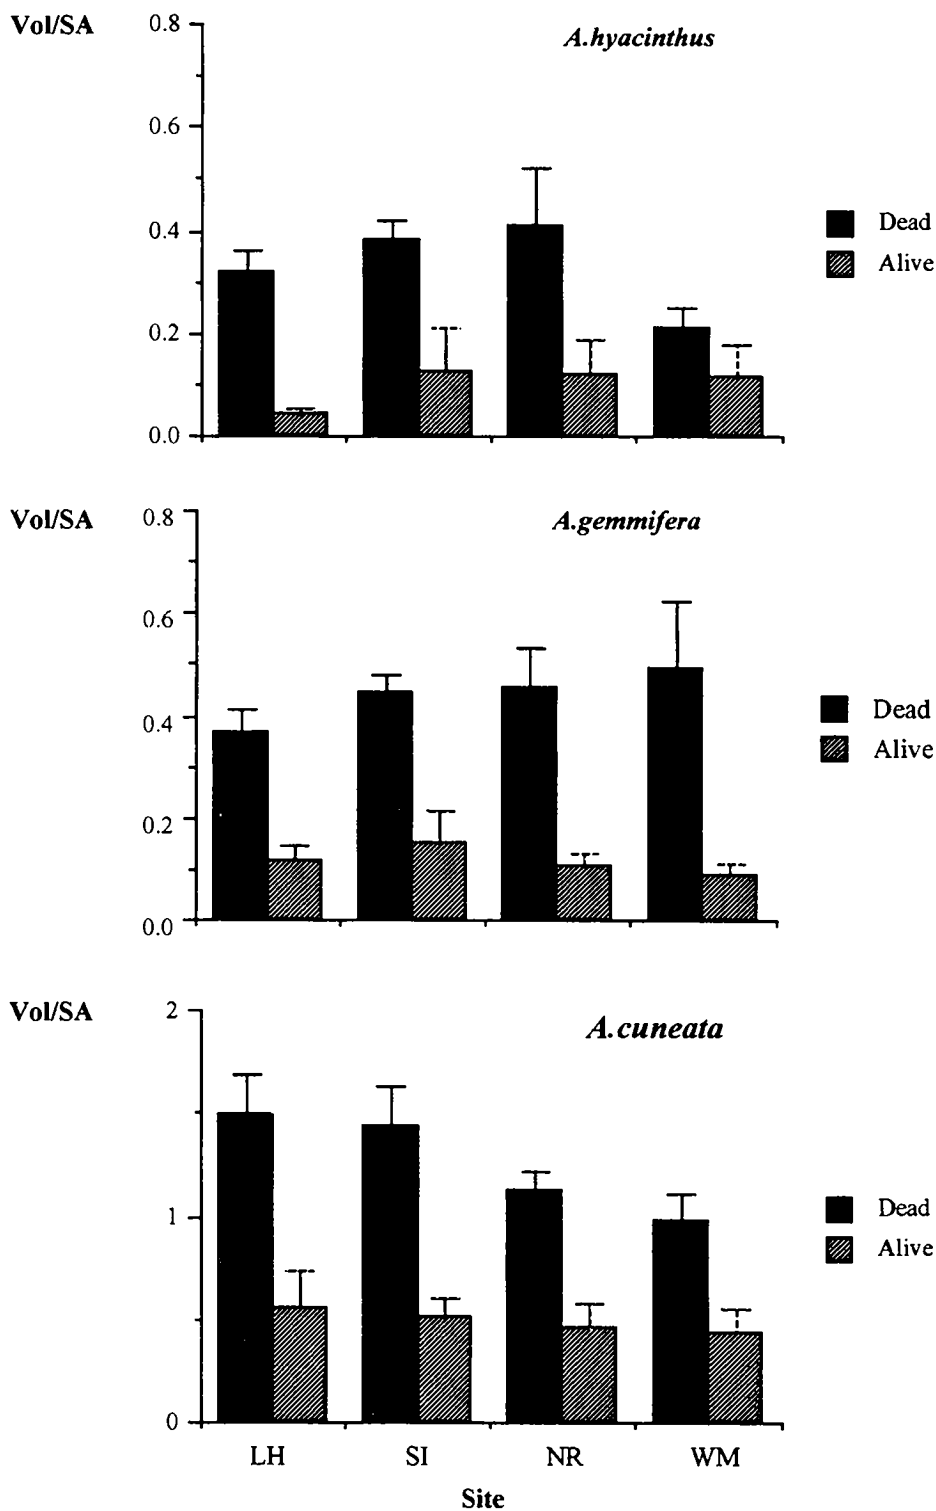 Vol/SA
0.8
A.hyacinthus
0.6
0.4
Dead
Alive
0.2
0.0
Vol/SA
0.8
A.gemmifera
0.6
0.4
Dead
Alive
0.2
0.0
Vol/SA
2
A.cuneata
1
Dead
Alive
0
LH SI NR WM
Site